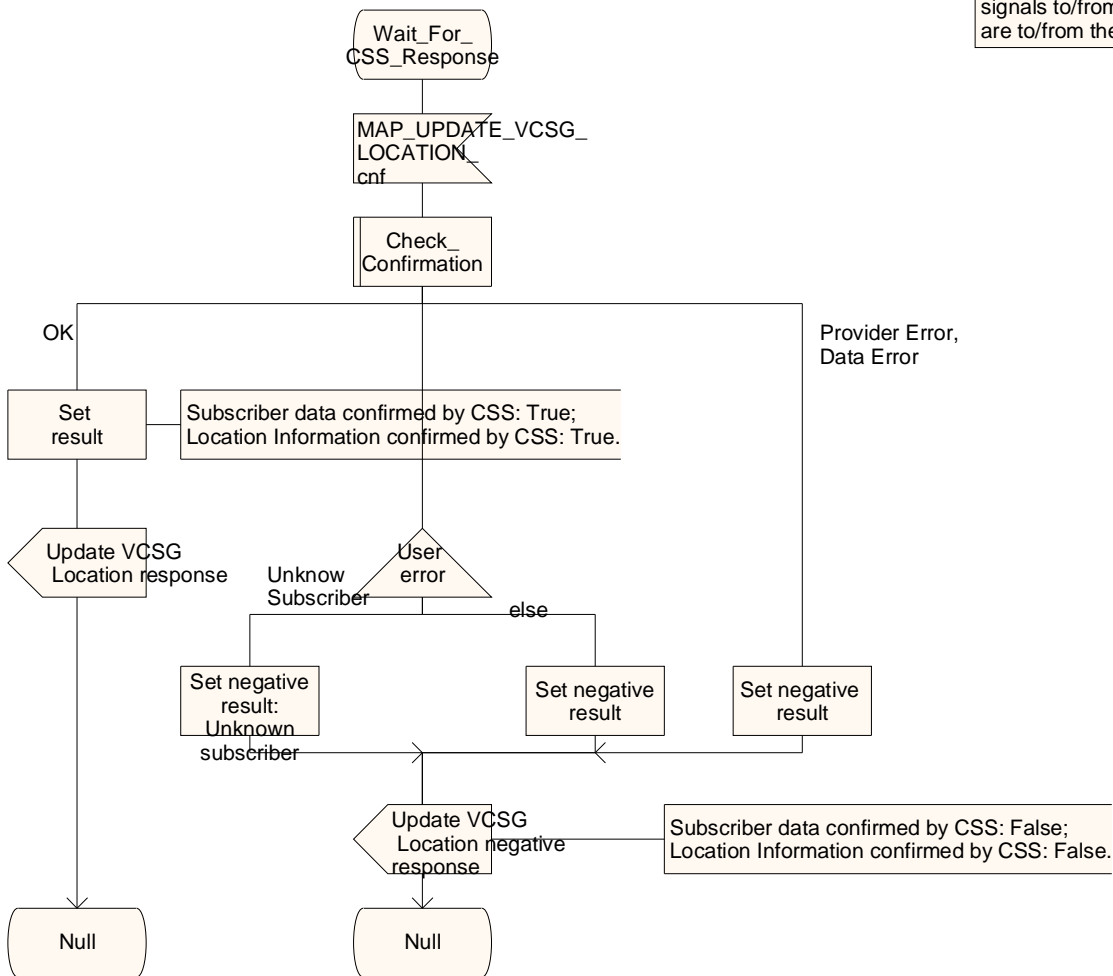 signals to/from
are to/from the
Wait_For_
CSS_Response
MAP_UPDATE_VCSG_
LOCATION_
cnf
Check_
Confirmation
OK
Provider Error,
Data Error
Set
result
Subscriber data confirmed by CSS: True;
Location Information confirmed by CSS: True.
Update VCSG
Location response
User
error
Unknow
Subscriber
else
Set negative
result:
Unknown
subscriber
Set negative
result
Set negative
result
Update VCSG
Location negative
response
Subscriber data confirmed by CSS: False;
Location Information confirmed by CSS: False.
Null
Null